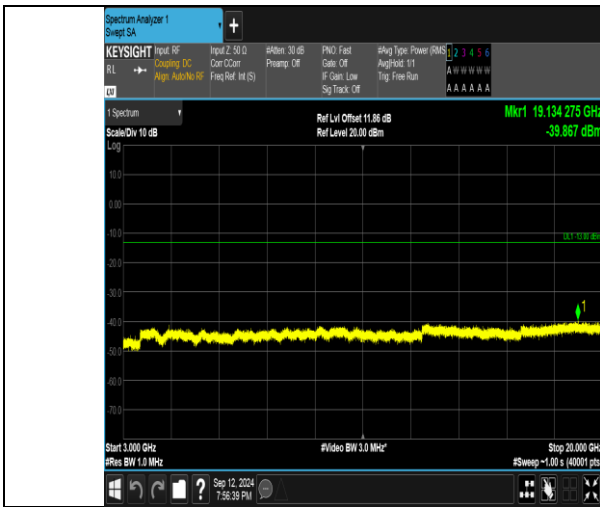 Spectrum Analyzer 1
Swept SA
KEYSIGHT Input: RF Input Z: 50 Ω #Atten: 30 dB PNO: Fast #Avg Type: Power (RMS 1 2 3 4 5 6
RL Coupling: DC Corr CCorr Preamp: Off Gate: Off Avg|Hold: 1/1 A W W W W W
Align: Auto/No RF Freq Ref: Int (S) IF Gain: Low Trig: Free Run
LXI Sig Track: Off A A A A A A
1 Spectrum Ref Lvl Offset 11.86 dB Mkr1 19.134 275 GHz
Scale/Div 10 dB Ref Level 20.00 dBm -39.867 dBm
Log
10.0
0.00
-10.0
DL1 -13.00 dBm
-20.0
-30.0
-40.0
1
-50.0
-60.0
-70.0
Start 3.000 GHz #Video BW 3.0 MHz* Stop 20.000 GHz
#Res BW 1.0 MHz #Sweep ~1.00 s (40001 pts
? Sep 12, 2024
7:56:39 PM